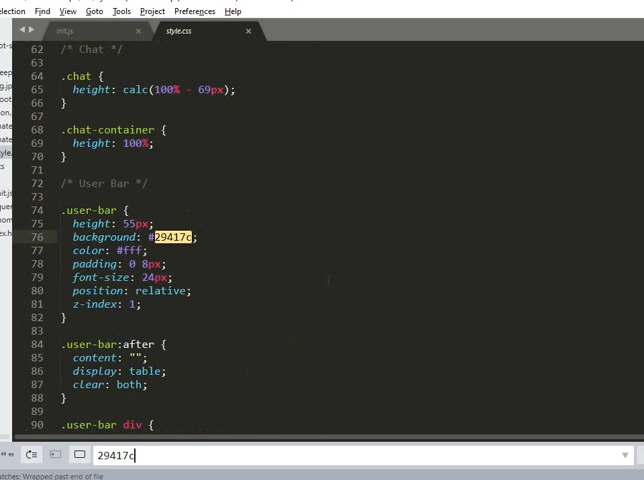 Find View Goto Tools Project Preferences Help
init.js × style.css ×
62 /* Chat */
63
64 .chat {
65 height: calc(100% - 69px);
66 }
67
68 .chat-container {
69 height: 100%;
70 }
71
72 /* User Bar */
73
74 .user-bar {
75 height: 55px;
76 background: #29417c;
77 color: #fff;
78 padding: 0 8px;
79 font-size: 24px;
80 position: relative;
81 z-index: 1;
82 }
83
84 .user-bar:after {
85 content: "";
86 display: table;
87 clear: both;
88 }
89
90 .user-bar div {
29417c
atches: Wrapped past end of file